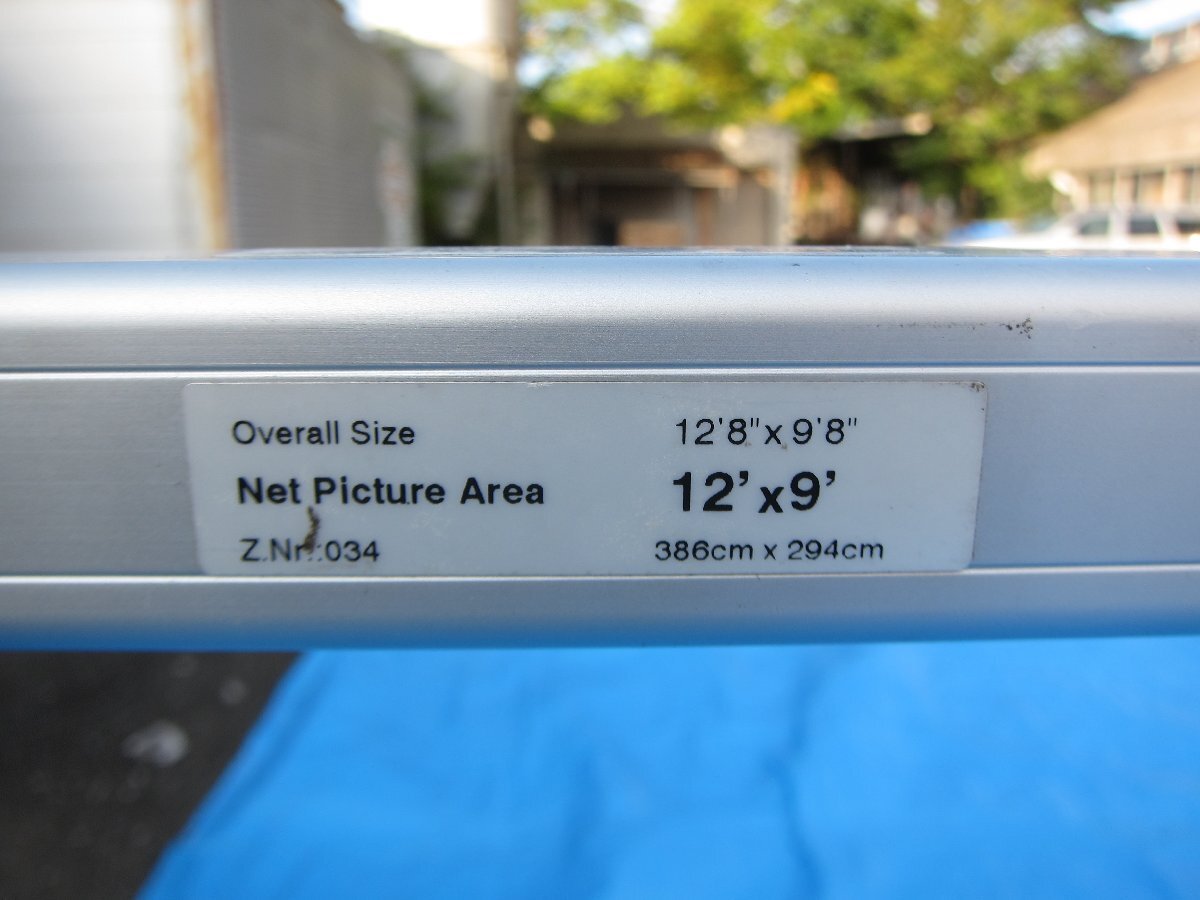 Overall Size 12'8"x 9'8"
Net Picture Area 12'x9'
Z.Nr.:034 386cm x 294cm